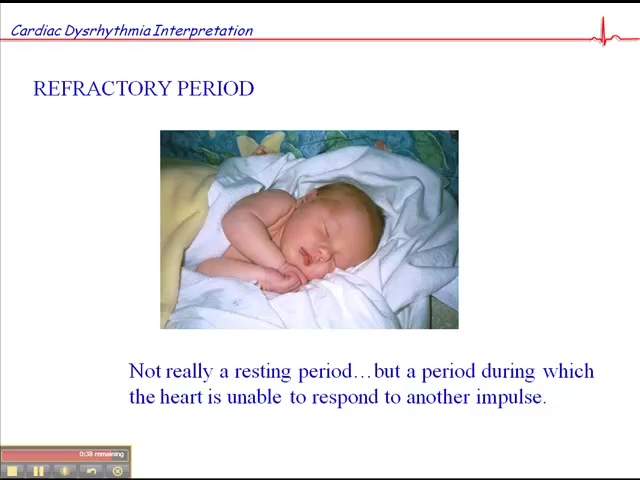 Cardiac Dysrhythmia Interpretation
REFRACTORY PERIOD
Not really a resting period…but a period during which
the heart is unable to respond to another impulse.
0:38 remaining